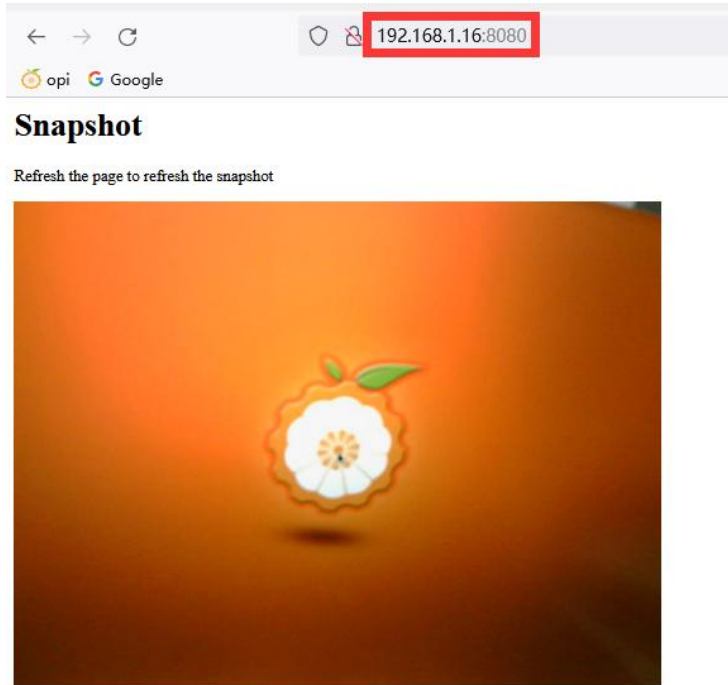 192.168.1.16:8080
opi Google
Snapshot
Refresh the page to refresh the snapshot